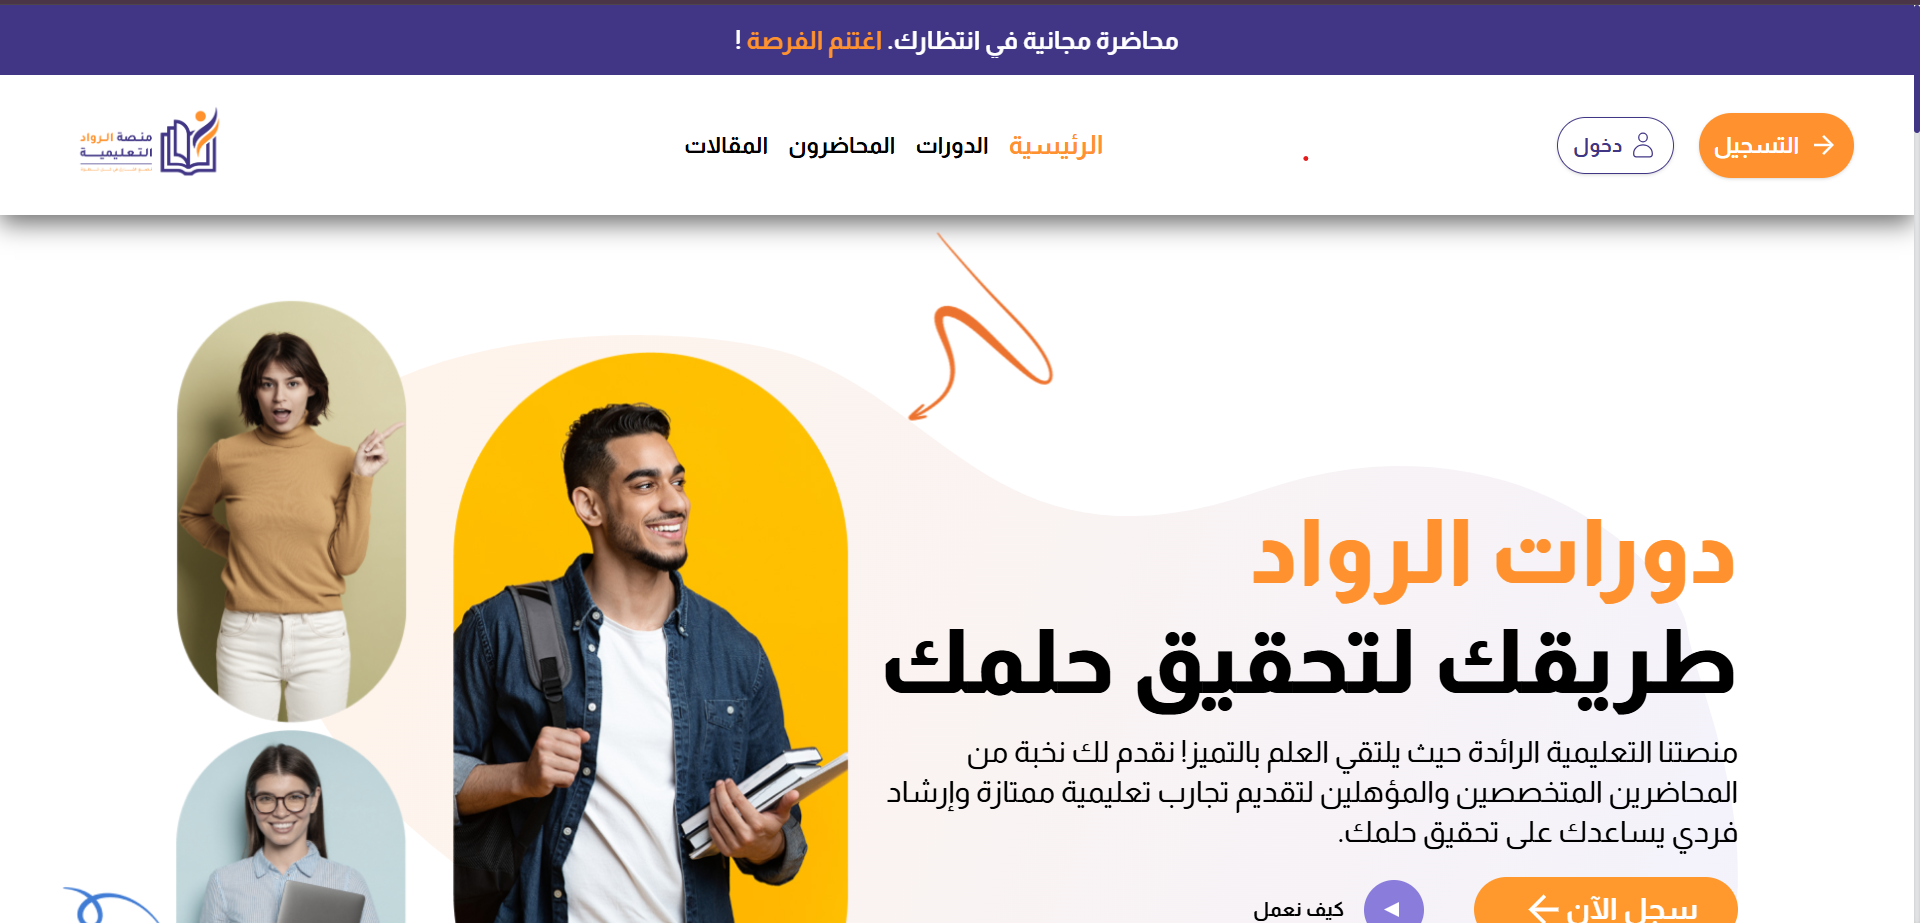 محاضرة مجانية في انتظارك. اغتنم الفرصة !
التسجيل
دخول
الرئيسية
الدورات
المحاضرون
المقالات
منصة الرواد
التعليمية
دورات الرواد
طريقك لتحقيق حلمك
منصتنا التعليمية الرائدة حيث يلتقي العلم بالتميز! نقدم لك نخبة من
المحاضرين المتخصصين والمؤهلين لتقديم تجارب تعليمية ممتازة وإرشاد
فردي يساعدك على تحقيق حلمك.
سجل الآن
كيف نعمل